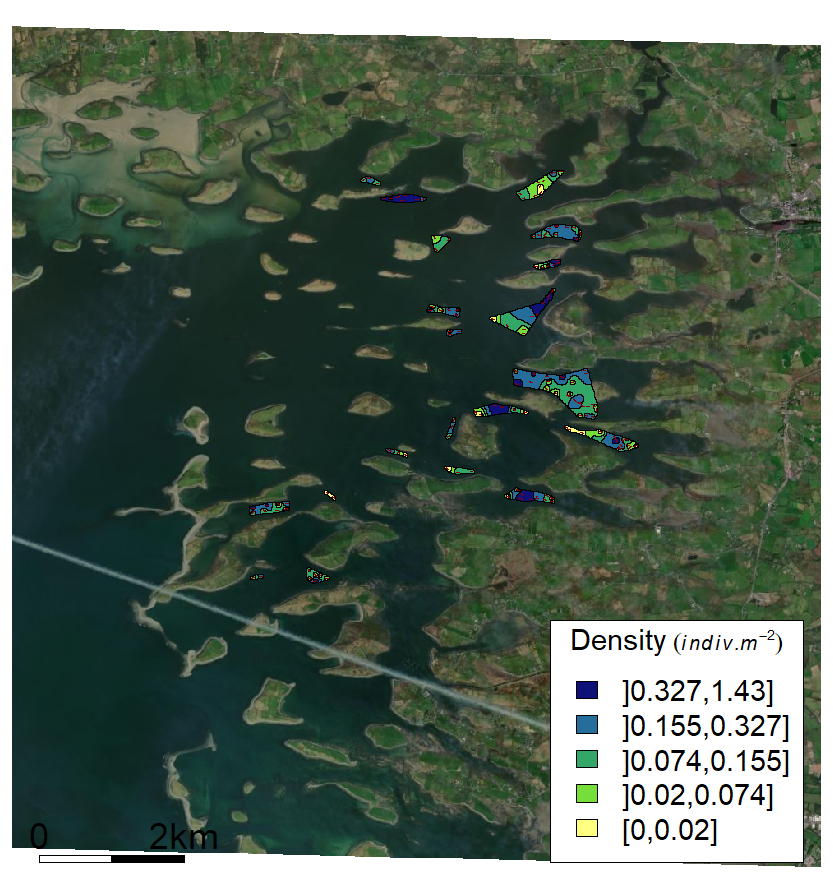 Density (indiv.m⁻²)
]0.327,1.43]
]0.155,0.327]
]0.074,0.155]
]0.02,0.074]
[0,0.02]
0 2km